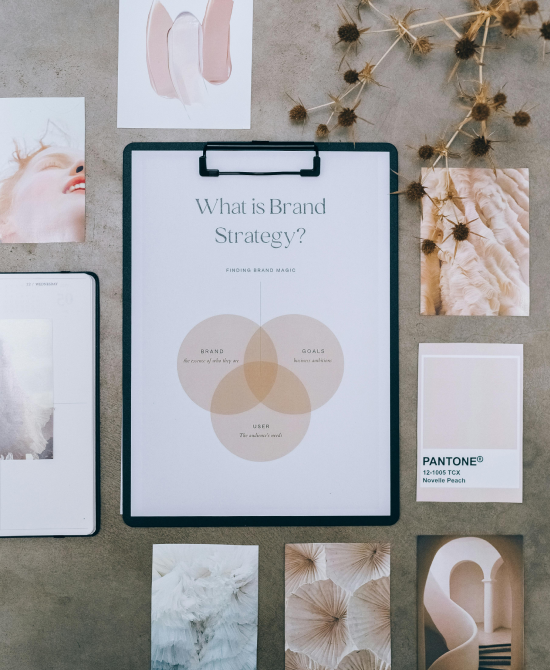 What is Brand
Strategy?
FINDING BRAND MAGIC
BRAND
the essence of who they are
GOALS
business ambitions
USER
The audience's needs
PANTONE®
12-1005 TCX
Novelle Peach